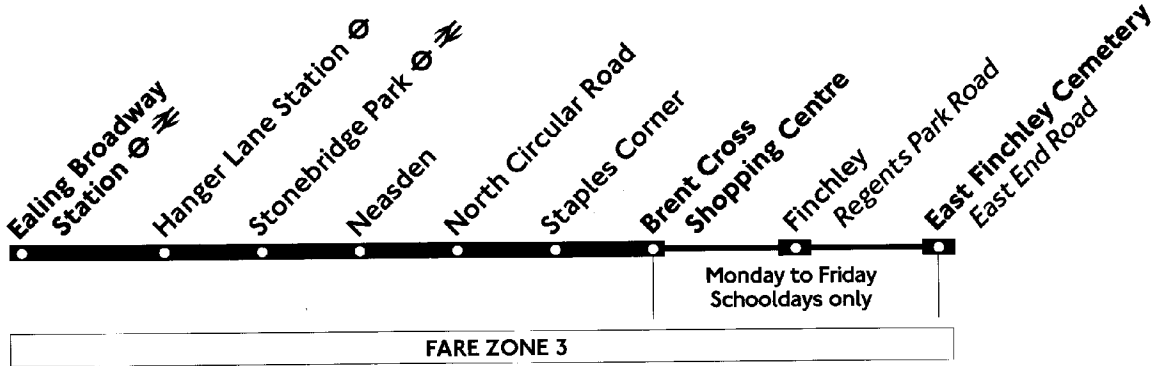 Ealing Broadway
Station
Hanger Lane Station
Stonebridge Park
Neasden
North Circular Road
Staples Corner
Brent Cross
Shopping Centre
Finchley
Regents Park Road
East Finchley Cemetery
East End Road
Monday to Friday
Schooldays only
FARE ZONE 3